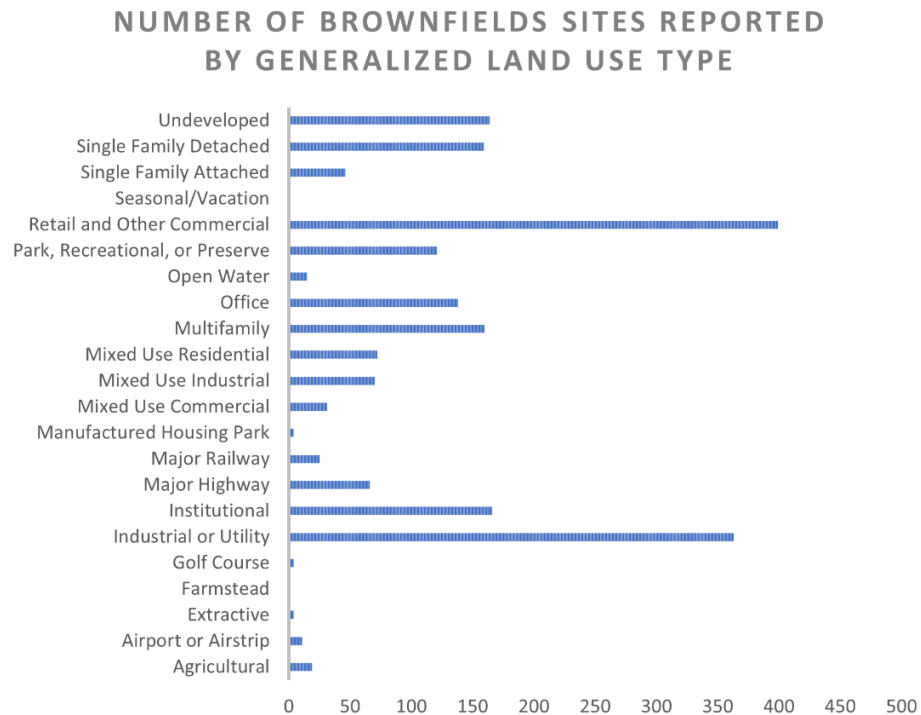 NUMBER OF BROWNFIELDS SITES REPORTED
BY GENERALIZED LAND USE TYPE
Undeveloped
Single Family Detached
Single Family Attached
Seasonal/Vacation
Retail and Other Commercial
Park, Recreational, or Preserve
Open Water
Office
Multifamily
Mixed Use Residential
Mixed Use Industrial
Mixed Use Commercial
Manufactured Housing Park
Major Railway
Major Highway
Institutional
Industrial or Utility
Golf Course
Farmstead
Extractive
Airport or Airstrip
Agricultural
0 50 100 150 200 250 300 350 400 450 500